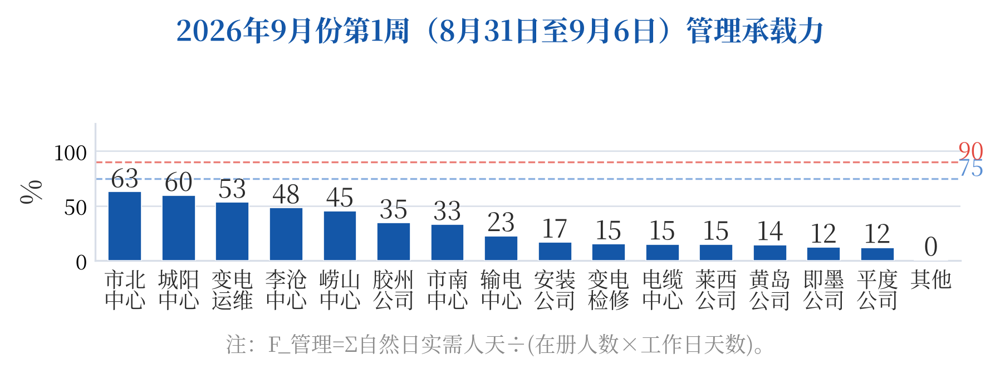 2026年9月份第1周（8月31日至9月6日）管理承载力
%
100
50
0
90
75
63
60
53
48
45
35
33
23
17
15
15
15
14
12
12
0
市北
中心
城阳
中心
变电
运维
李沧
中心
崂山
中心
胶州
公司
市南
中心
输电
中心
安装
公司
变电
检修
电缆
中心
莱西
公司
黄岛
公司
即墨
公司
平度
公司
其他
注：F_管理=Σ自然日实需人天÷(在册人数×工作日天数)。